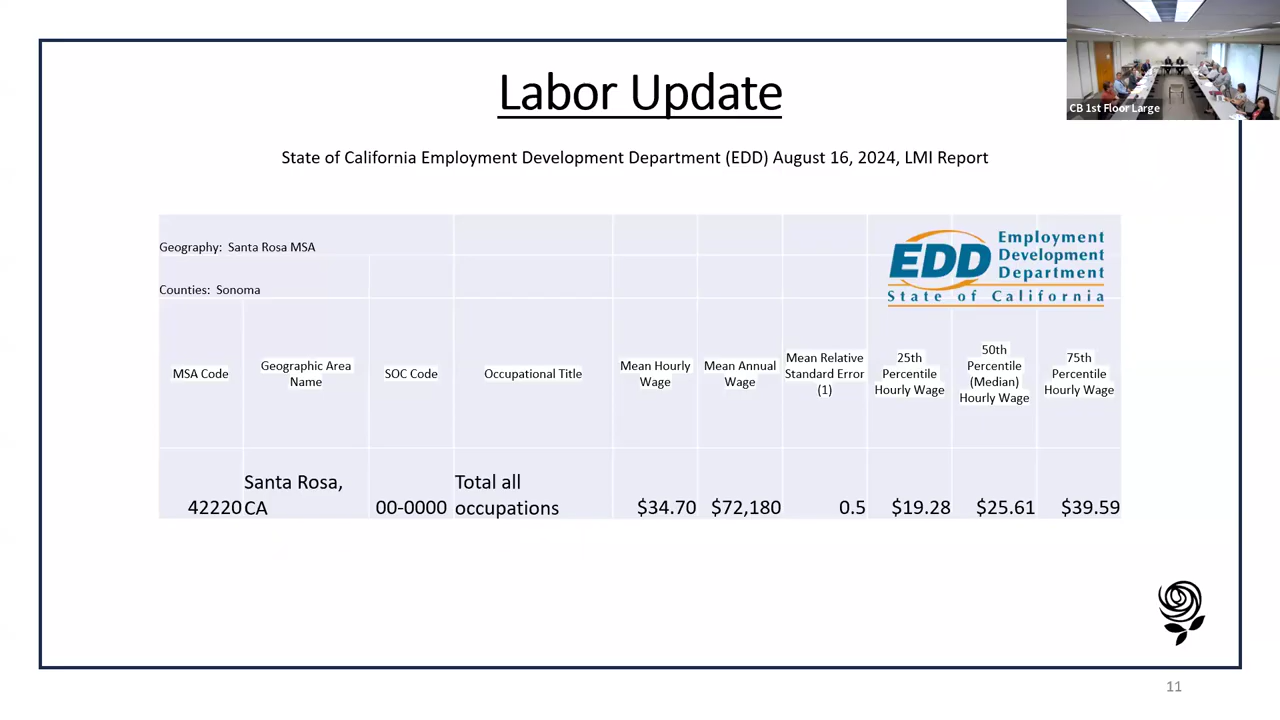 CB 1st Floor Large
Labor Update
State of California Employment Development Department (EDD) August 16, 2024, LMI Report
Geography: Santa Rosa MSA
Counties: Sonoma
EDD
Employment
Development
Department
State of California
MSA Code
Geographic Area
Name
SOC Code
Occupational Title
Mean Hourly
Wage
Mean Annual
Wage
Mean Relative
Standard Error
(1)
25th
Percentile
Hourly Wage
50th
Percentile
(Median)
Hourly Wage
75th
Percentile
Hourly Wage
42220
Santa Rosa,
CA
00-0000
Total all
occupations
$34.70
$72,180
0.5
$19.28
$25.61
$39.59
11